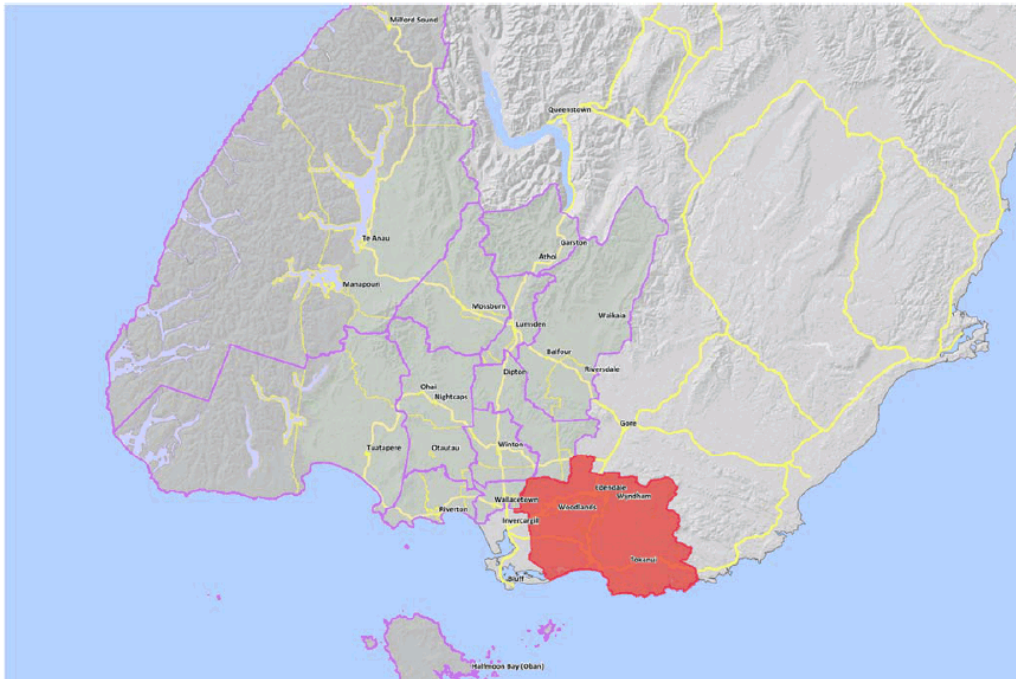 Milford Sound
Queenstown
Te Anau
Garston
Athol
Manapouri
Mossburn
Lumsden
Waikaia
Balfour
Riversdale
Dipton
Ohai
Nightcaps
Gore
Tuatapere
Otautau
Winton
Edendale
Wyndham
Wallacetown
Woodlands
Riverton
Invercargill
Tokanui
Bluff
Halfmoon Bay (Oban)